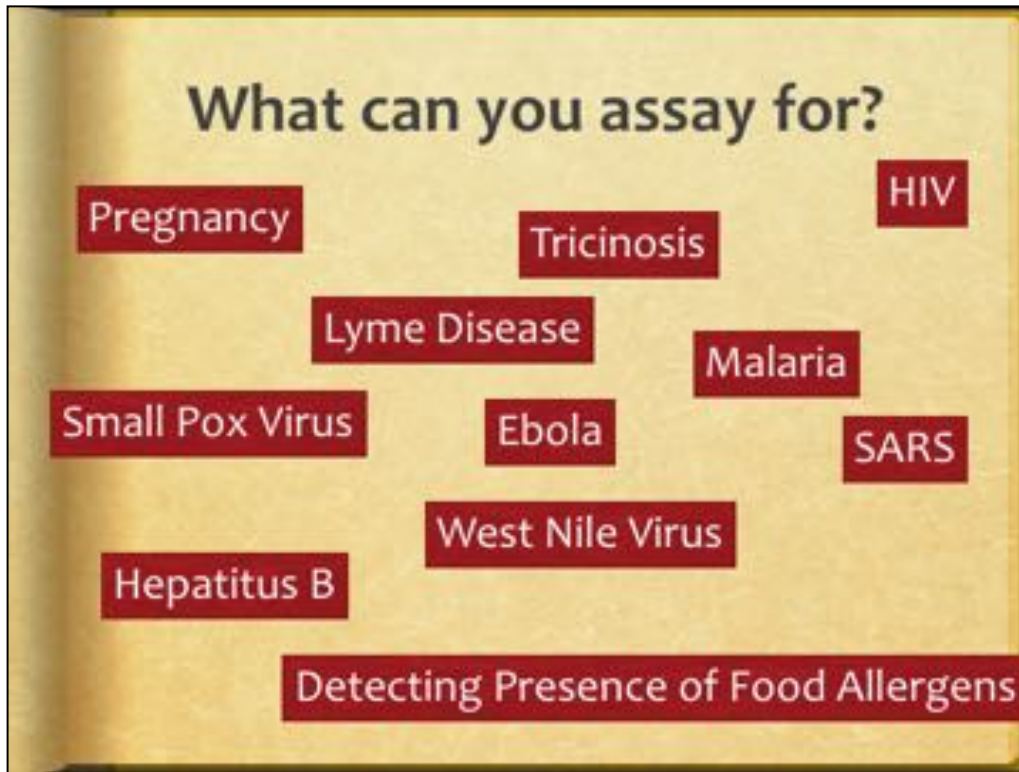 What can you assay for?
HIV
Pregnancy
Tricinosis
Lyme Disease
Malaria
Small Pox Virus
Ebola
SARS
West Nile Virus
Hepatitus B
Detecting Presence of Food Allergens